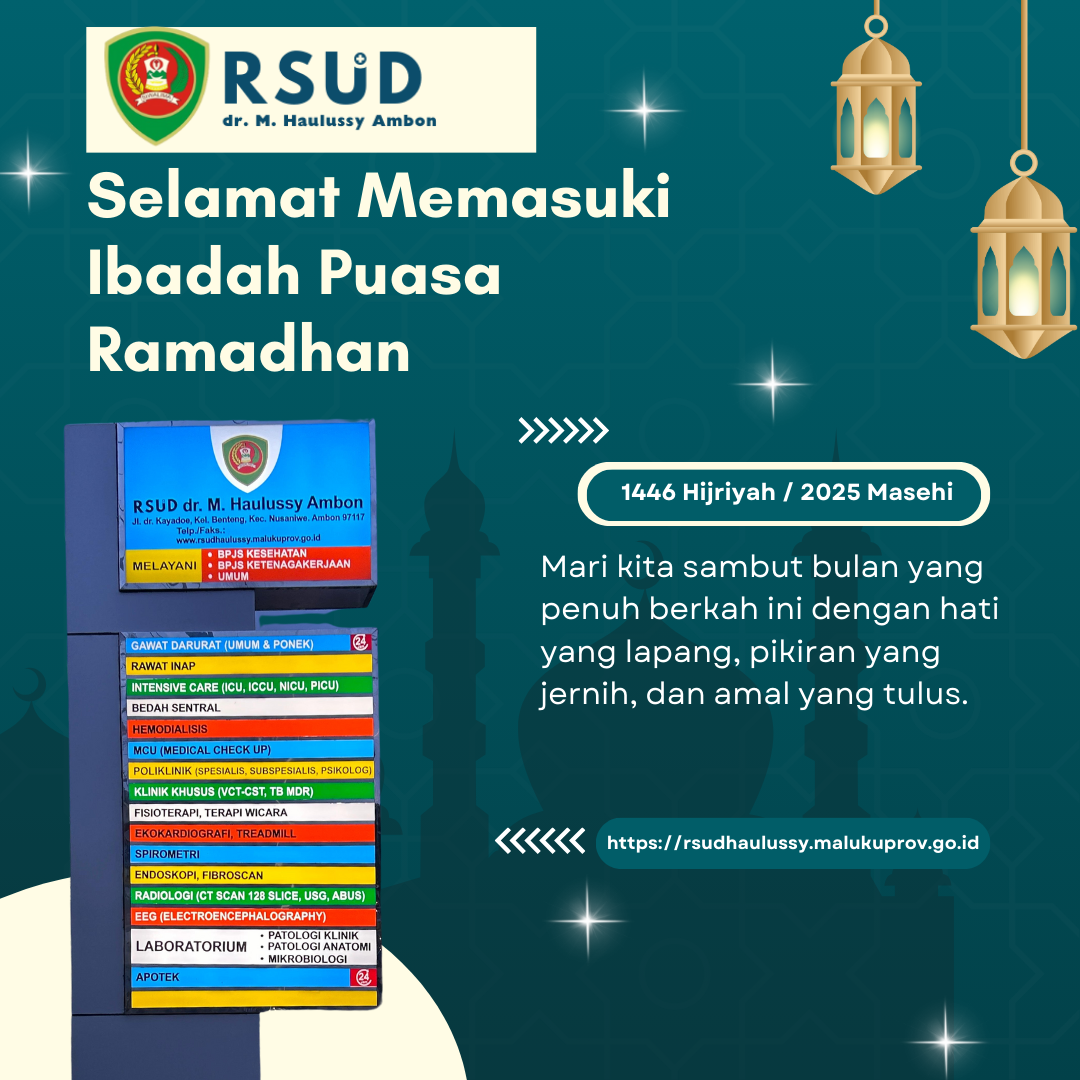 RSUD
dr. M. Haulussy Ambon
Selamat Memasuki
Ibadah Puasa
Ramadhan
RSUD dr. M. Haulussy Ambon
Jl. dr. Kayadoe, Kel. Benteng, Kec. Nusaniwe. Ambon 97117
Telp./Faks.:
www.rsudhaulussy.malukuprov.go.id
MELAYANI
• BPJS KESEHATAN
• BPJS KETENAGAKERJAAN
• UMUM
GAWAT DARURAT (UMUM & PONEK) 24
RAWAT INAP
INTENSIVE CARE (ICU, ICCU, NICU, PICU)
BEDAH SENTRAL
HEMODIALISIS
MCU (MEDICAL CHECK UP)
POLIKLINIK (SPESIALIS, SUBSPESIALIS, PSIKOLOG)
KLINIK KHUSUS (VCT-CST, TB MDR)
FISIOTERAPI, TERAPI WICARA
EKOKARDIOGRAFI, TREADMILL
SPIROMETRI
ENDOSKOPI, FIBROSCAN
RADIOLOGI (CT SCAN 128 SLICE, USG, ABUS)
EEG (ELECTROENCEPHALOGRAPHY)
LABORATORIUM
• PATOLOGI KLINIK
• PATOLOGI ANATOMI
• MIKROBIOLOGI
APOTEK 24
1446 Hijriyah / 2025 Masehi
Mari kita sambut bulan yang
penuh berkah ini dengan hati
yang lapang, pikiran yang
jernih, dan amal yang tulus.
https://rsudhaulussy.malukuprov.go.id